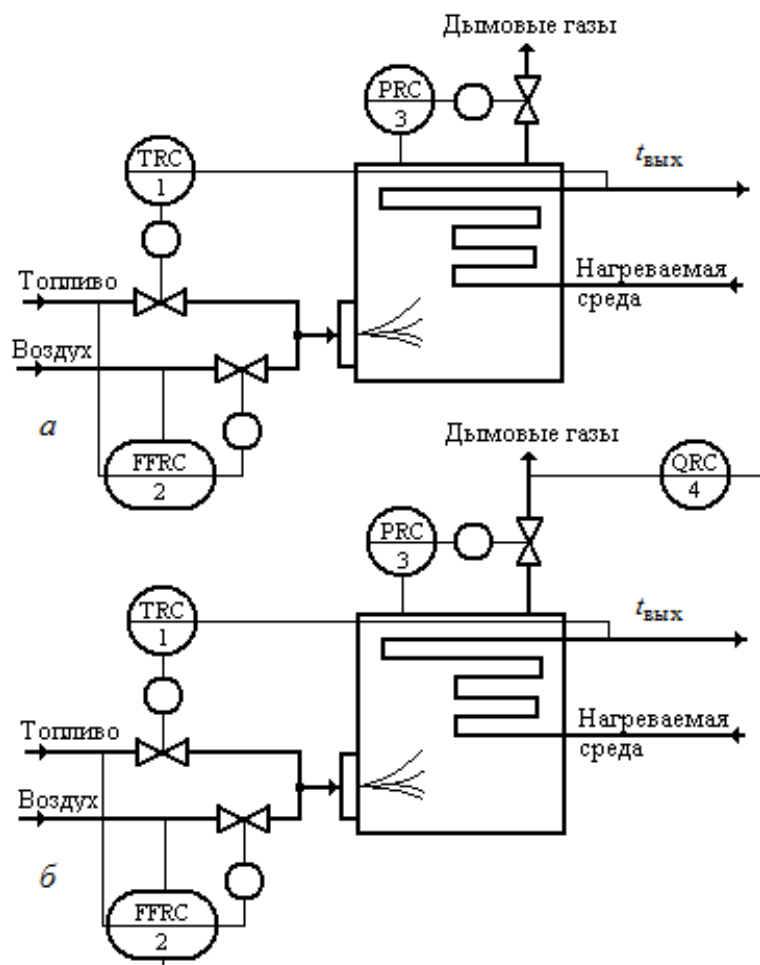 Дымовые газы
PRC
3
TRC
1
tвых
Топливо
Нагреваемая
среда
Воздух
а
FFRC
2
Дымовые газы
QRC
4
PRC
3
TRC
1
tвых
Топливо
Нагреваемая
среда
Воздух
б
FFRC
2